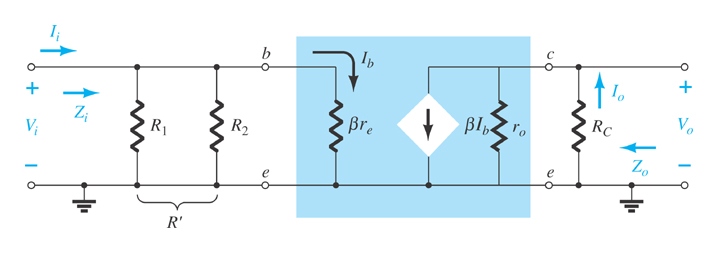 I_i
b
I_b
c
+
Z_i
V_i
−
R_1
R_2
βr_e
βI_b
r_o
R_C
I_o
+
V_o
−
Z_o
e
e
R'